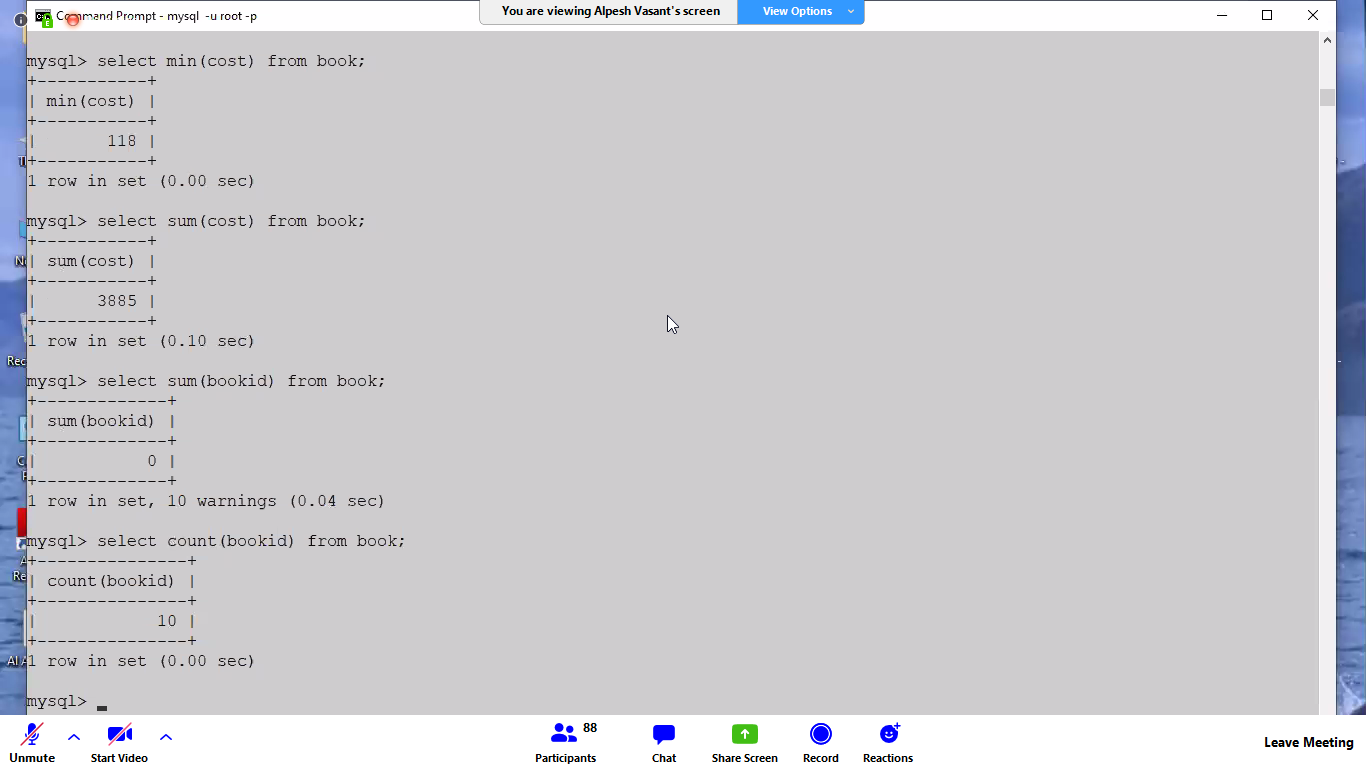 Command Prompt - mysql -u root -p
You are viewing Alpesh Vasant's screen
View Options
mysql> select min(cost) from book;
+-----------+
| min(cost) |
+-----------+
|       118 |
+-----------+
1 row in set (0.00 sec)
mysql> select sum(cost) from book;
+-----------+
| sum(cost) |
+-----------+
|      3885 |
+-----------+
1 row in set (0.10 sec)
mysql> select sum(bookid) from book;
+-------------+
| sum(bookid) |
+-------------+
|           0 |
+-------------+
1 row in set, 10 warnings (0.04 sec)
mysql> select count(bookid) from book;
+---------------+
| count(bookid) |
+---------------+
|            10 |
+---------------+
1 row in set (0.00 sec)
mysql>
Unmute
Start Video
Participants
88
Chat
Share Screen
Record
Reactions
Leave Meeting